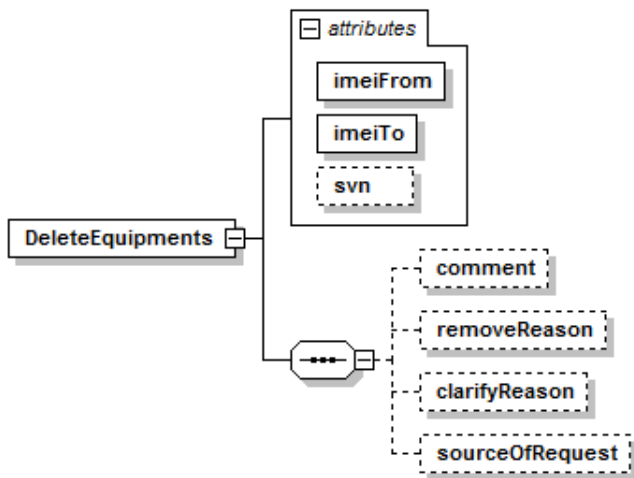 attributes
imeiFrom
imeiTo
svn
DeleteEquipments
comment
removeReason
clarifyReason
sourceOfRequest